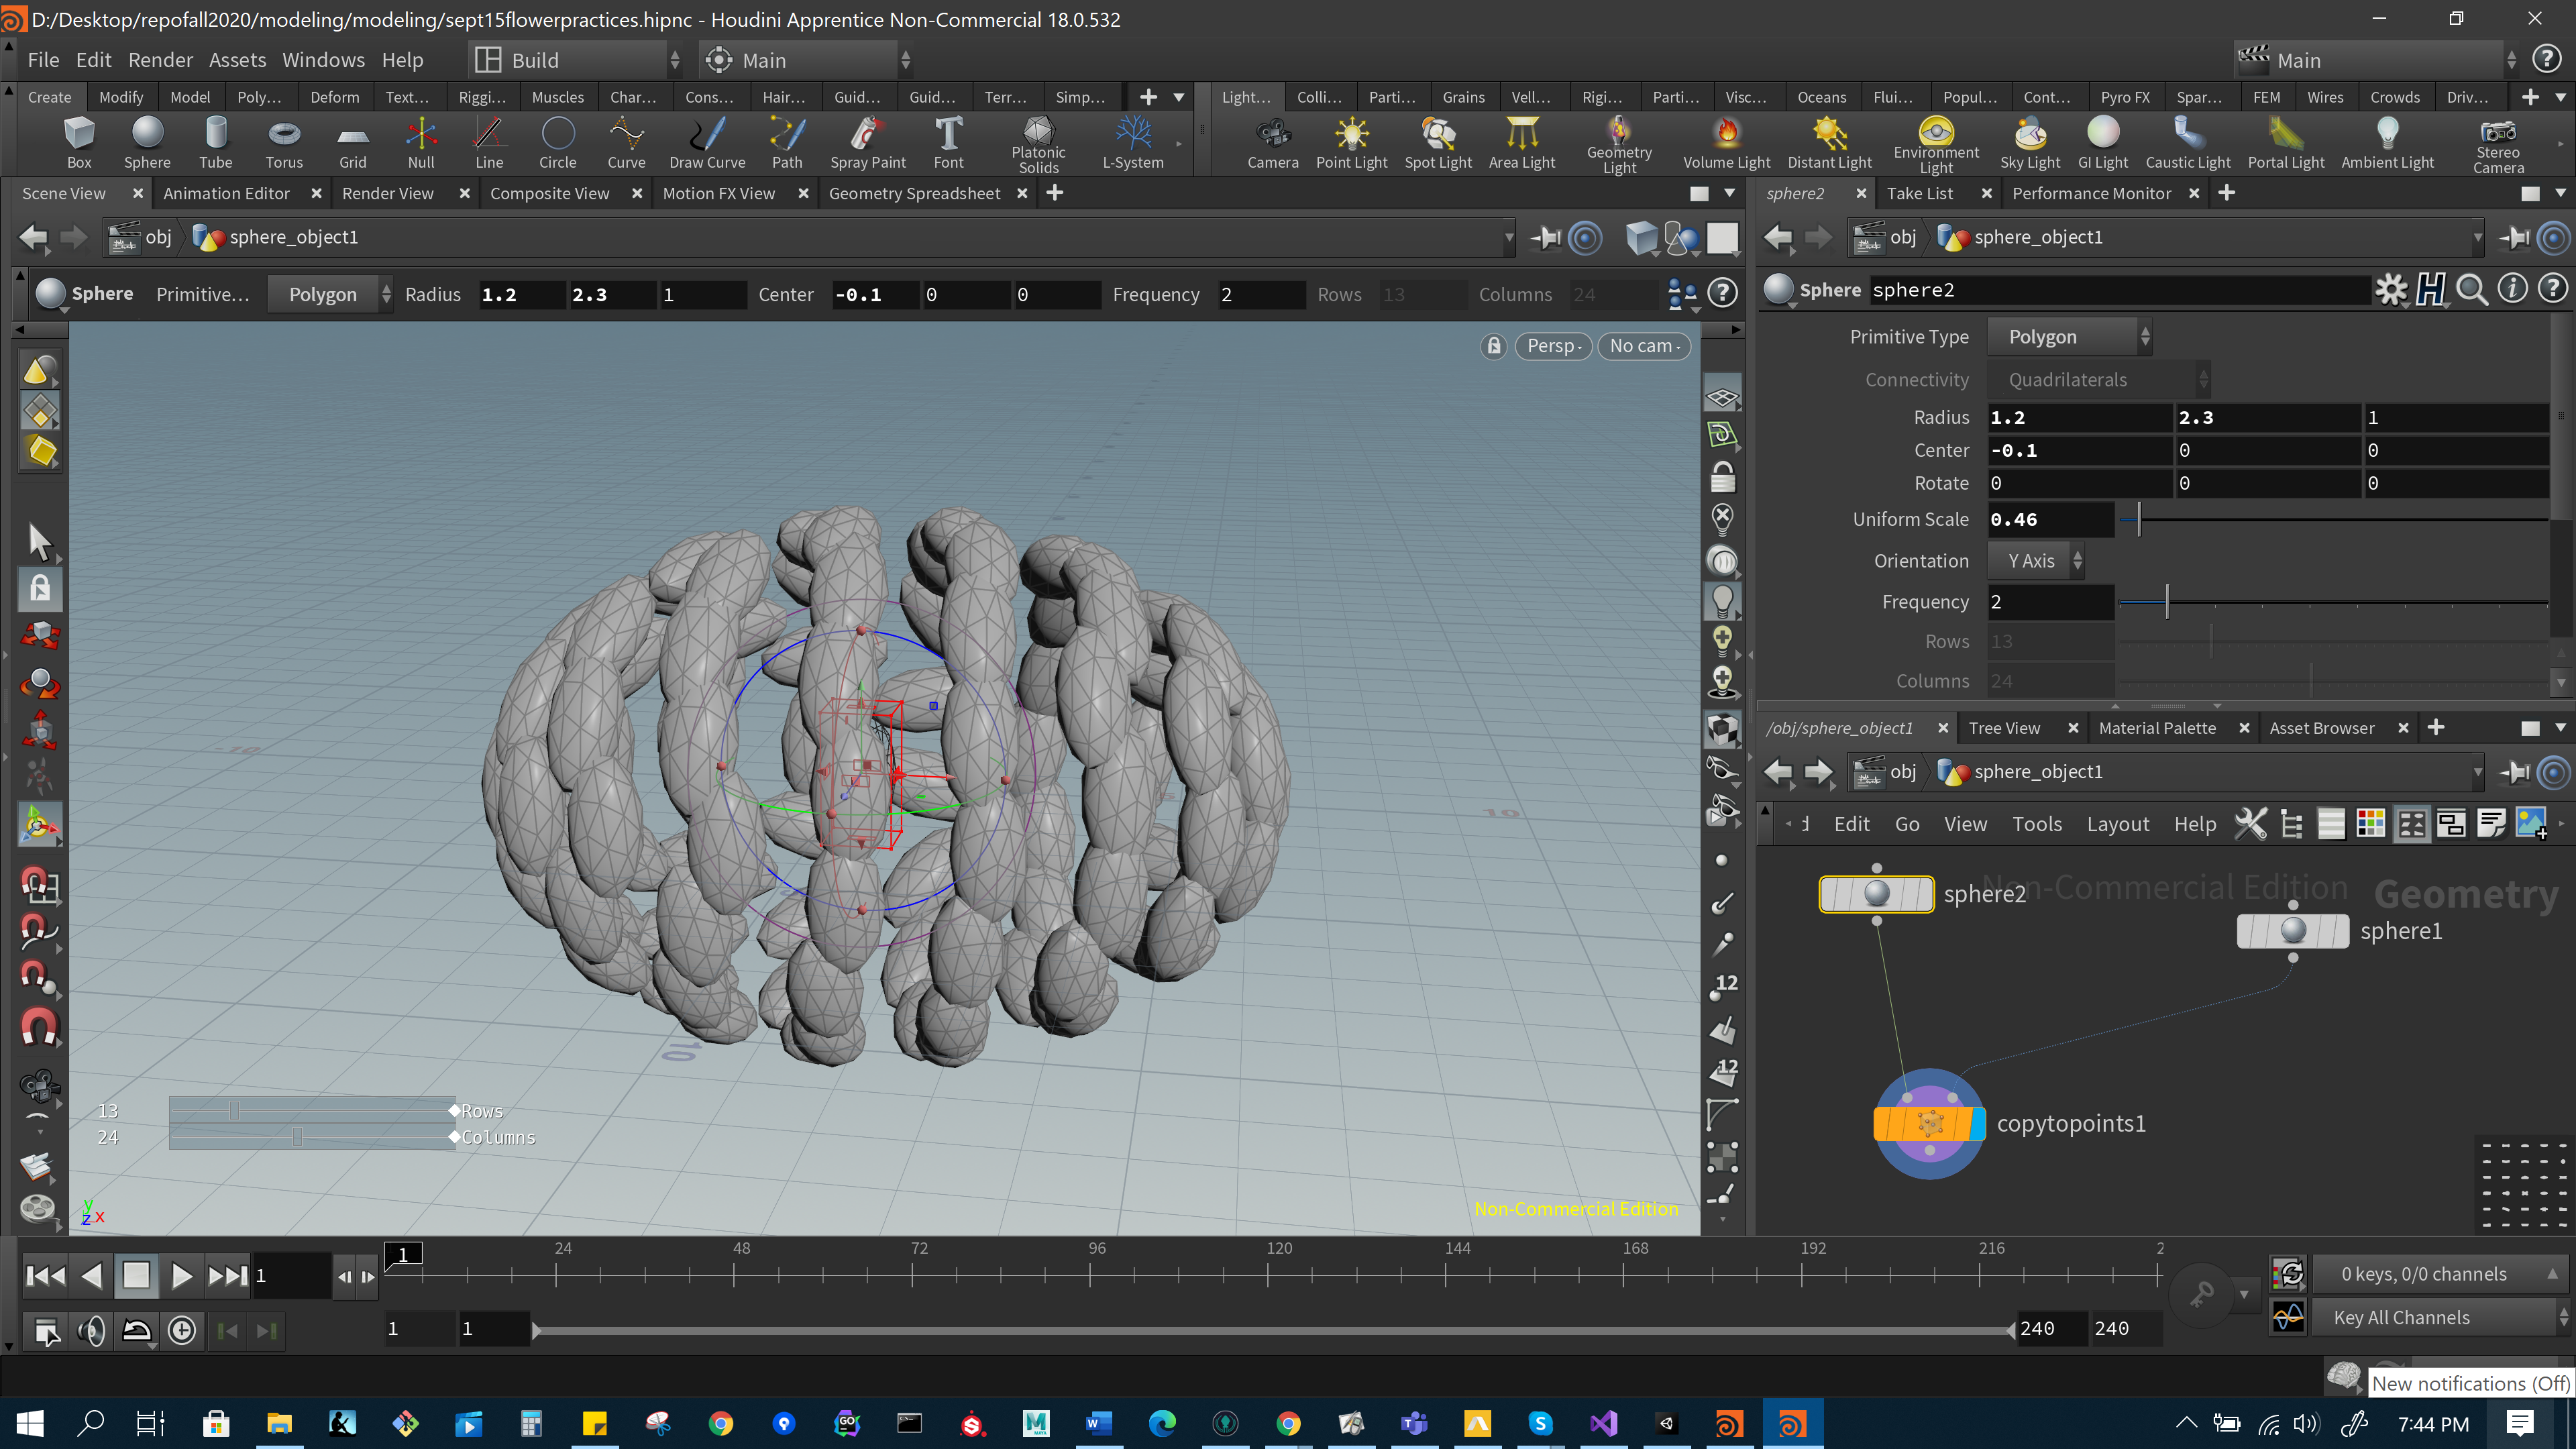 D:/Desktop/repofall2020/modeling/modeling/sept15flowerpractices.hipnc - Houdini Apprentice Non-Commercial 18.0.532
File Edit Render Assets Windows Help Build Main Main
Create Modify Model Poly... Deform Text... Riggi... Muscles Char... Cons... Hair... Guid... Guid... Terr... Simp...
Light... Colli... Parti... Grains Vell... Rigi... Parti... Visc... Oceans Flui... Popul... Cont... Pyro FX Spar... FEM Wires Crowds Driv...
Box Sphere Tube Torus Grid Null Line Circle Curve Draw Curve Path Spray Paint Font Platonic Solids L-System
Camera Point Light Spot Light Area Light Geometry Light Volume Light Distant Light Environment Light Sky Light GI Light Caustic Light Portal Light Ambient Light Stereo Camera
Scene View Animation Editor Render View Composite View Motion FX View Geometry Spreadsheet
sphere2 Take List Performance Monitor
obj sphere_object1
obj sphere_object1
Sphere Primitive... Polygon Radius 1.2 2.3 1 Center -0.1 0 0 Frequency 2 Rows 13 Columns 24
Sphere sphere2
Persp No cam
Primitive Type Polygon
Connectivity Quadrilaterals
Radius 1.2 2.3 1
Center -0.1 0 0
Rotate 0 0 0
Uniform Scale 0.46
Orientation Y Axis
Frequency 2
Rows 13
Columns 24
/obj/sphere_object1 Tree View Material Palette Asset Browser
obj sphere_object1
d Edit Go View Tools Layout Help
Non-Commercial Edition Geometry
sphere2
sphere1
copytopoints1
-10
10
10
12
12
13 Rows
24 Columns
y
z x
Non-Commercial Edition
1 1 24 48 72 96 120 144 168 192 216 2
0 keys, 0/0 channels
1 1 240 240
Key All Channels
New notifications (Off)
7:44 PM